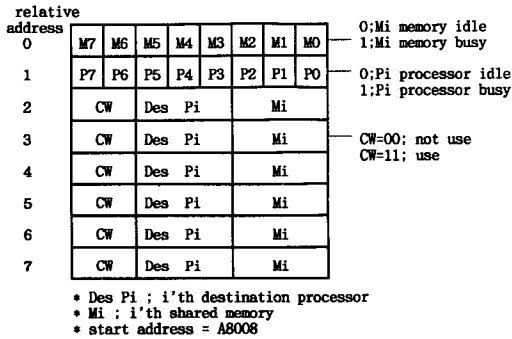 relative
address
0 M7 M6 M5 M4 M3 M2 M1 M0 0;Mi memory idle
1;Mi memory busy
1 P7 P6 P5 P4 P3 P2 P1 P0 0;Pi processor idle
1;Pi processor busy
2 CW Des Pi Mi
3 CW Des Pi Mi CW=00; not use
CW=11; use
4 CW Des Pi Mi
5 CW Des Pi Mi
6 CW Des Pi Mi
7 CW Des Pi Mi
* Des Pi ; i'th destination processor
* Mi ; i'th shared memory
* start address = A8008